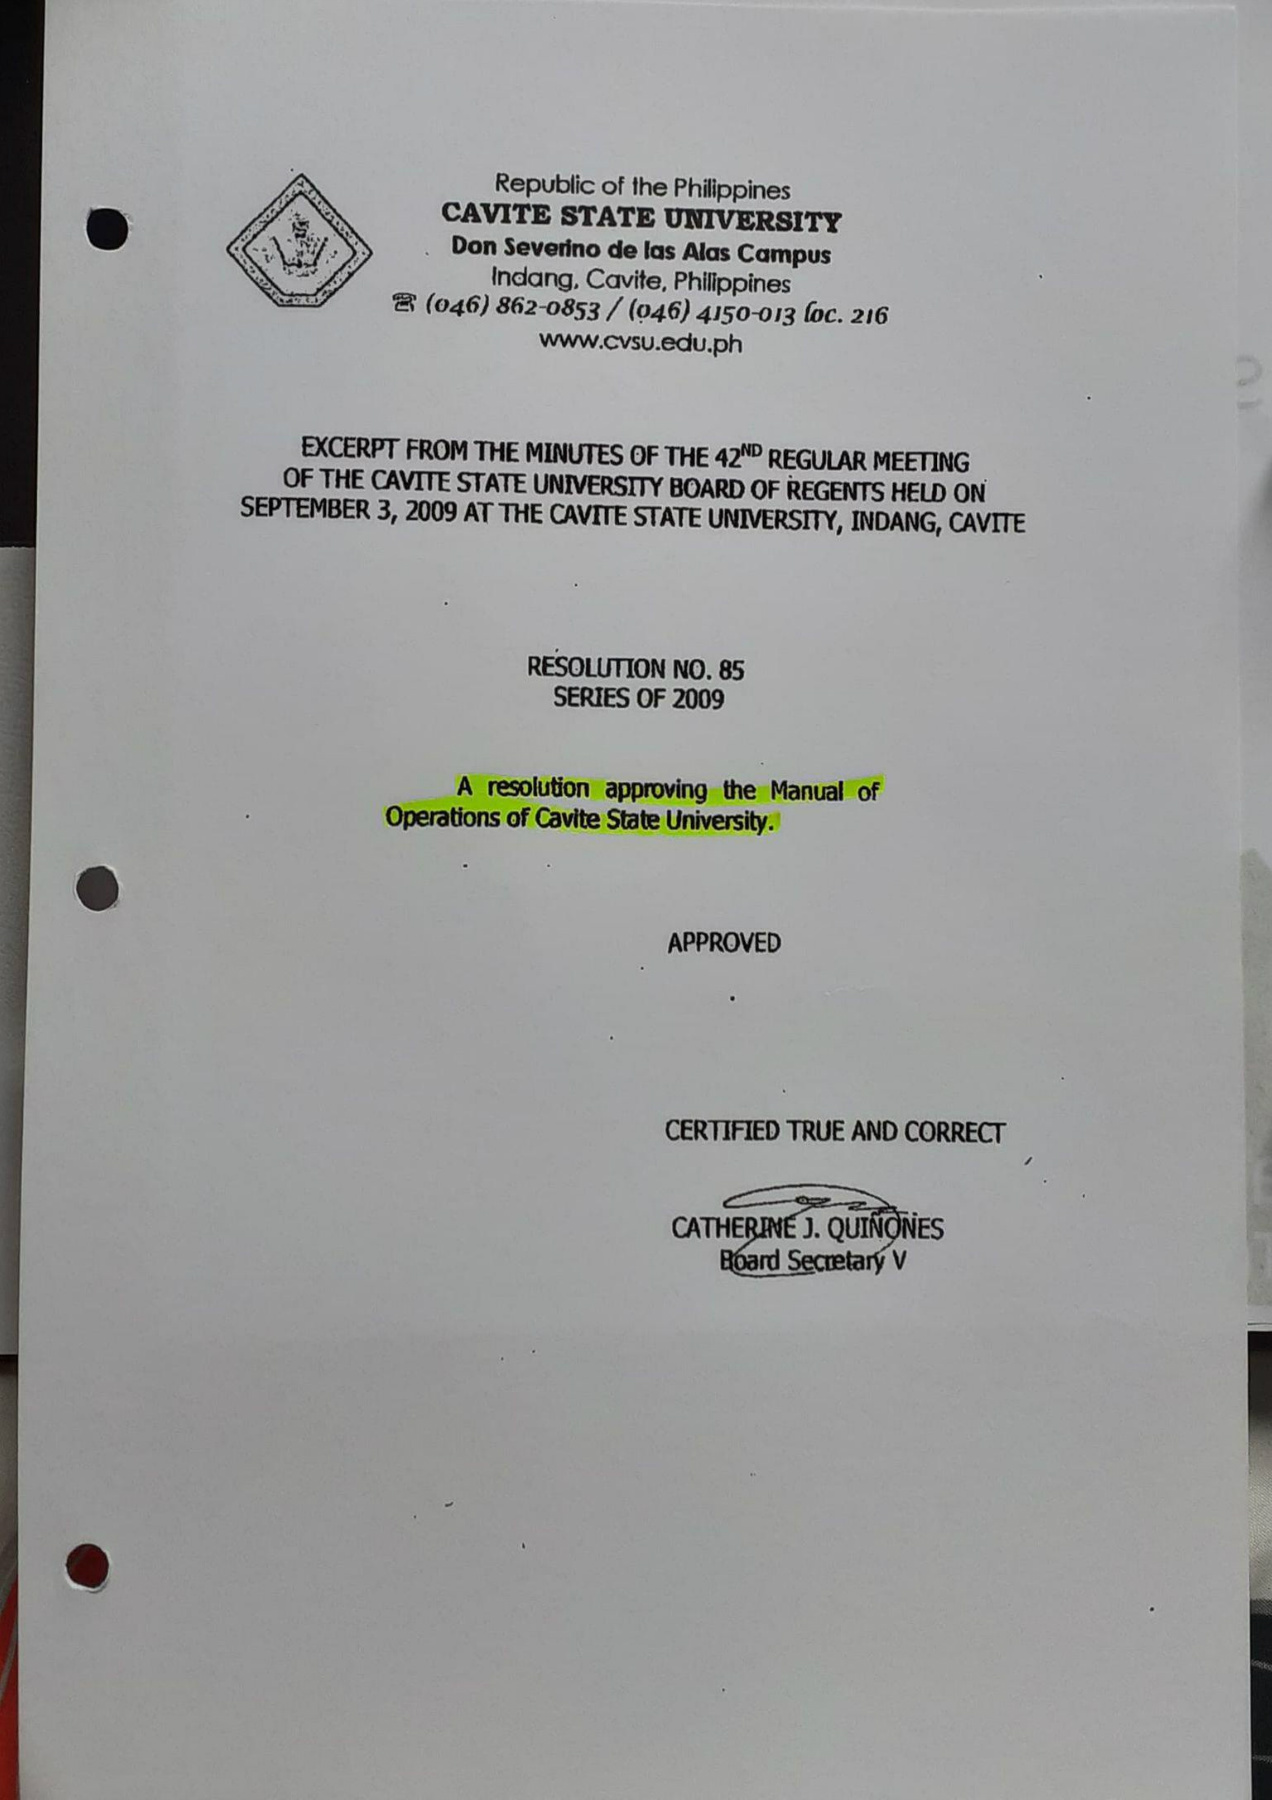 Republic of the Philippines
CAVITE STATE UNIVERSITY
Don Severino de las Alas Campus
Indang, Cavite, Philippines
☎ (046) 862-0853 / (046) 4150-013 loc. 216
www.cvsu.edu.ph
EXCERPT FROM THE MINUTES OF THE 42ND REGULAR MEETING
OF THE CAVITE STATE UNIVERSITY BOARD OF REGENTS HELD ON
SEPTEMBER 3, 2009 AT THE CAVITE STATE UNIVERSITY, INDANG, CAVITE
RESOLUTION NO. 85
SERIES OF 2009
A resolution approving the Manual of
Operations of Cavite State University.
APPROVED
CERTIFIED TRUE AND CORRECT
CATHERINE J. QUIÑONES
Board Secretary V